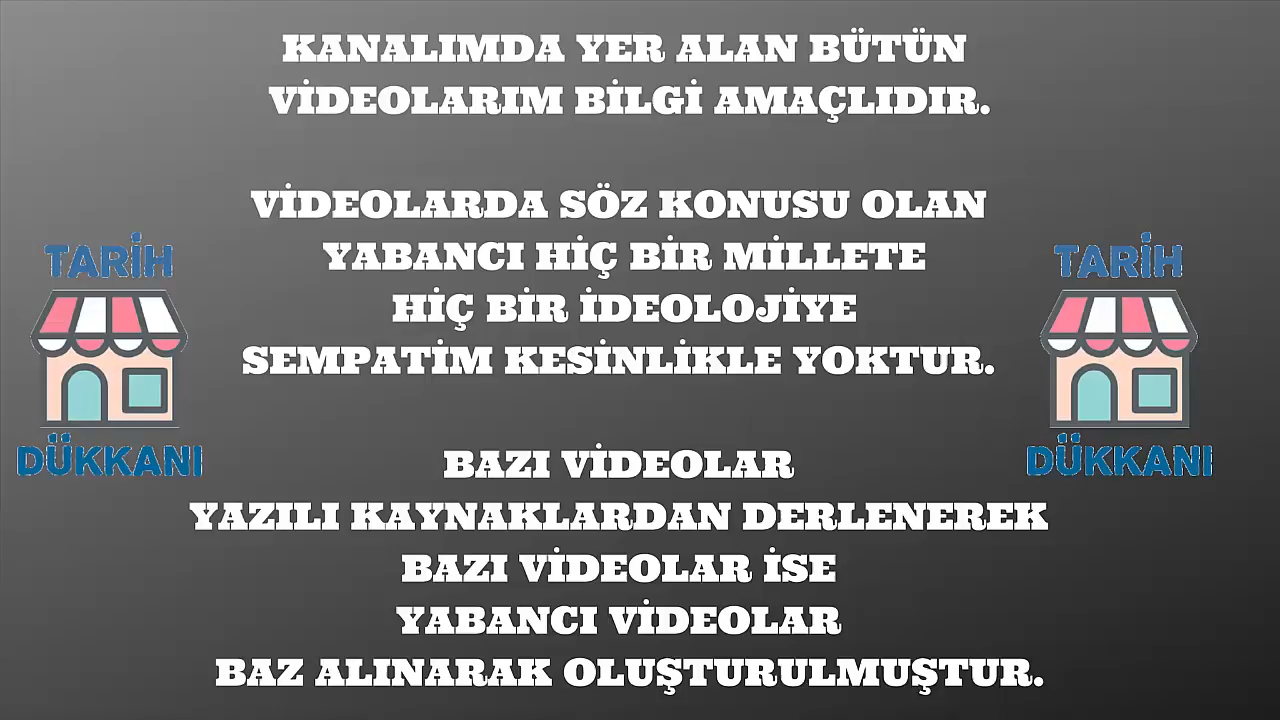 KANALIMDA YER ALAN BÜTÜN
VİDEOLARIM BİLGİ AMAÇLIDIR.
VİDEOLARDA SÖZ KONUSU OLAN
YABANCI HİÇ BİR MİLLETE
HİÇ BİR İDEOLOJİYE
SEMPATİM KESİNLİKLE YOKTUR.
BAZI VİDEOLAR
YAZILI KAYNAKLARDAN DERLENEREK
BAZI VİDEOLAR İSE
YABANCI VİDEOLAR
BAZ ALINARAK OLUŞTURULMUŞTUR.
TARİH
DÜKKANI
TARİH
DÜKKANI